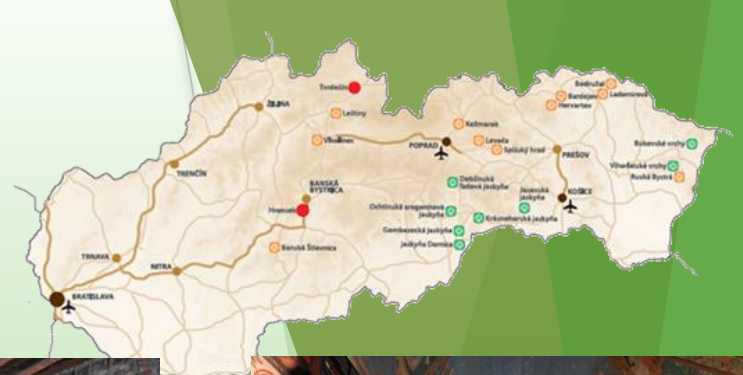 Tvrdošín
ŽILINA
Leštiny
Vlkolínec
Kežmarok
POPRAD
Levoča
Spišský hrad
Bodružal
Bardejov
Ladomirová
Hervartov
PREŠOV
Bukovské vrchy
Vihorlatské vrchy
Ruská Bystrá
TRENČÍN
BANSKÁ
BYSTRICA
Hronsek
Dobšinská
ľadová jaskyňa
Jasovská
jaskyňa
KOŠICE
Ochtinská aragonitová
jaskyňa
Krásnohorská jaskyňa
Gombasecká jaskyňa
jaskyňa Domica
Banská Štiavnica
TRNAVA
NITRA
BRATISLAVA